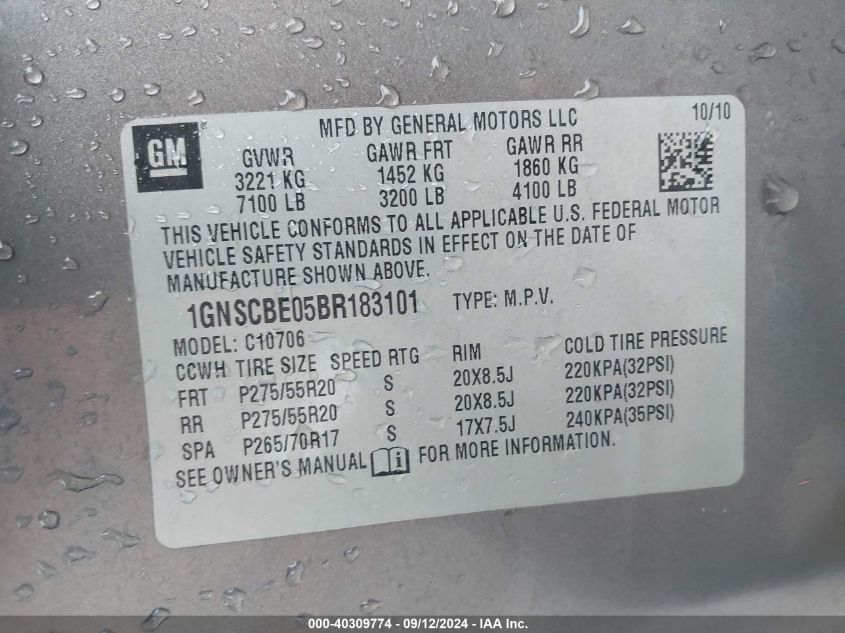 GM
MFD BY GENERAL MOTORS LLC 10/10
GVWR GAWR FRT GAWR RR
3221 KG 1452 KG 1860 KG
7100 LB 3200 LB 4100 LB
THIS VEHICLE CONFORMS TO ALL APPLICABLE U.S. FEDERAL MOTOR
VEHICLE SAFETY STANDARDS IN EFFECT ON THE DATE OF
MANUFACTURE SHOWN ABOVE.
1GNSCBE05BR183101 TYPE: M.P.V.
MODEL: C10706
CCWH TIRE SIZE SPEED RTG RIM COLD TIRE PRESSURE
FRT P275/55R20 S 20X8.5J 220KPA(32PSI)
RR P275/55R20 S 20X8.5J 220KPA(32PSI)
SPA P265/70R17 S 17X7.5J 240KPA(35PSI)
SEE OWNER'S MANUAL i FOR MORE INFORMATION.
000-40309774 - 09/12/2024 - IAA Inc.